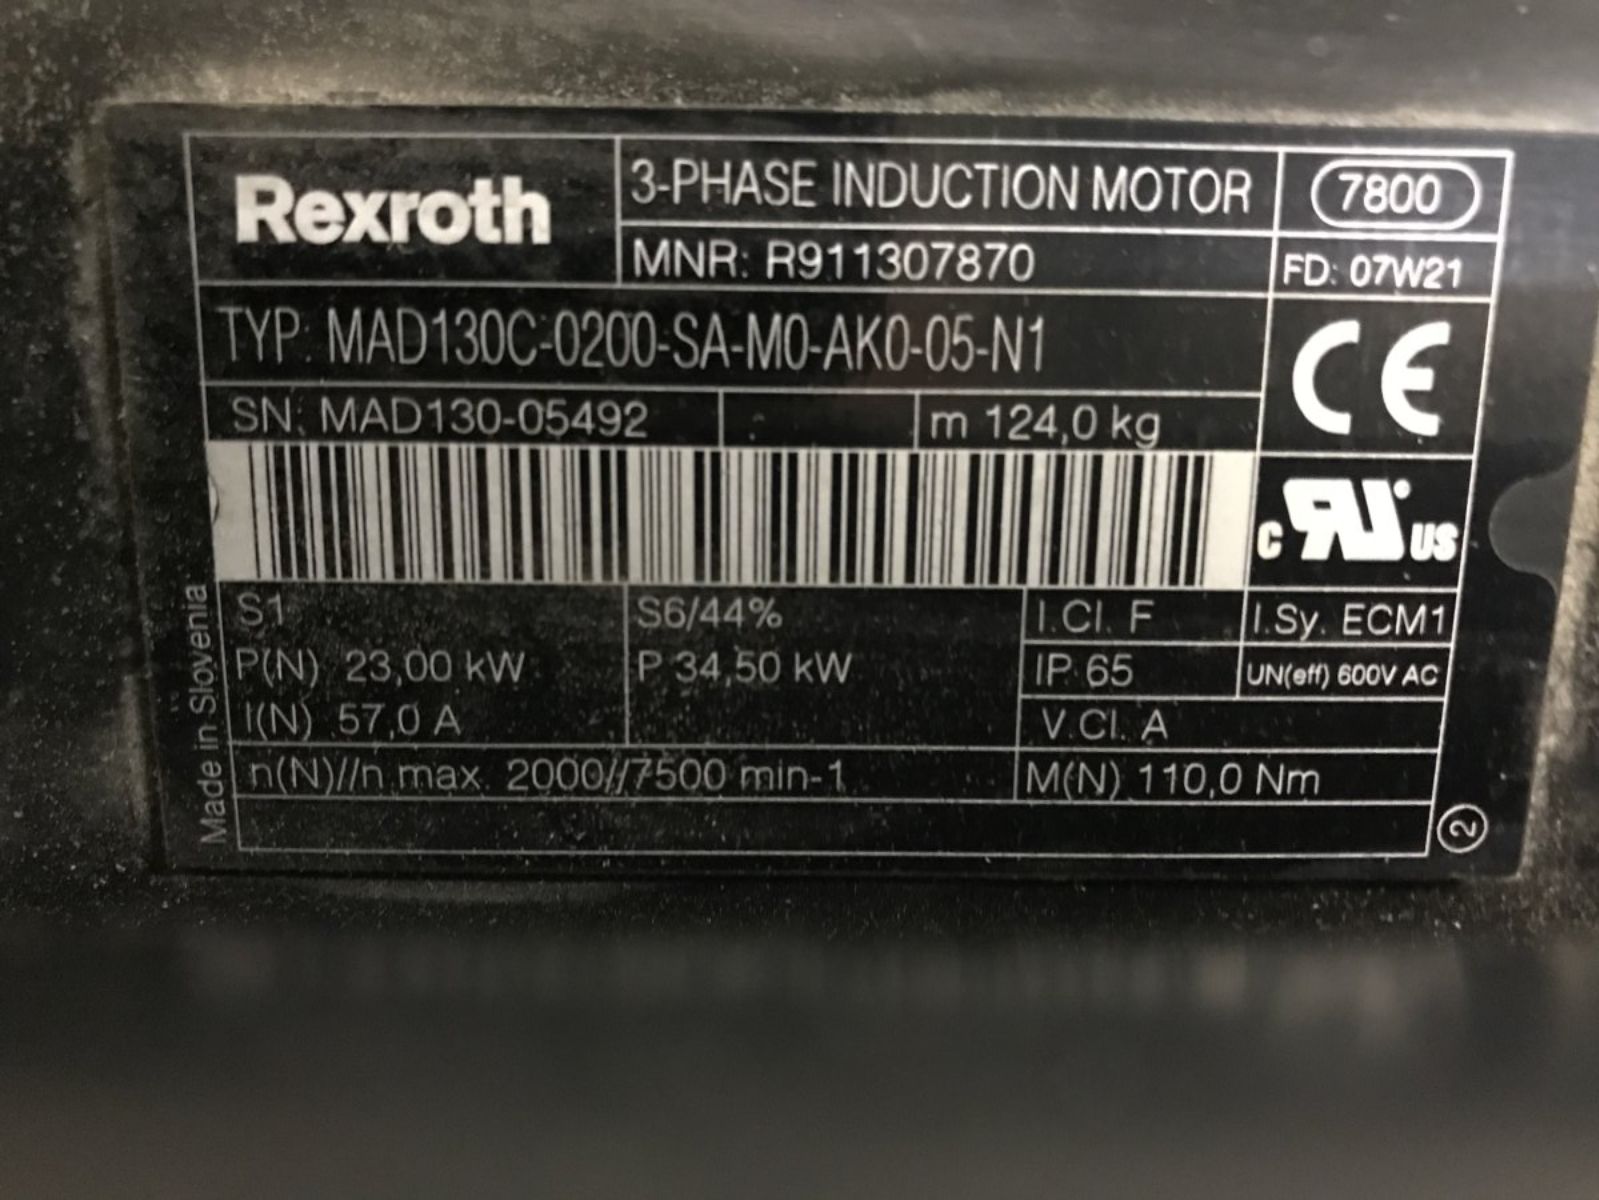 Rexroth
3-PHASE INDUCTION MOTOR
7800
MNR: R911307870
FD: 07W21
TYP: MAD130C-0200-SA-M0-AK0-05-N1
CE
SN: MAD130-05492
m 124,0 kg
c RU US
S1
S6/44%
I.Cl. F
I.Sy. ECM1
P(N) 23,00 kW
P 34,50 kW
IP 65
UN(eff) 600V AC
I(N) 57,0 A
V.Cl. A
n(N)//n max. 2000//7500 min-1
M(N) 110,0 Nm
Made in Slovenia
2